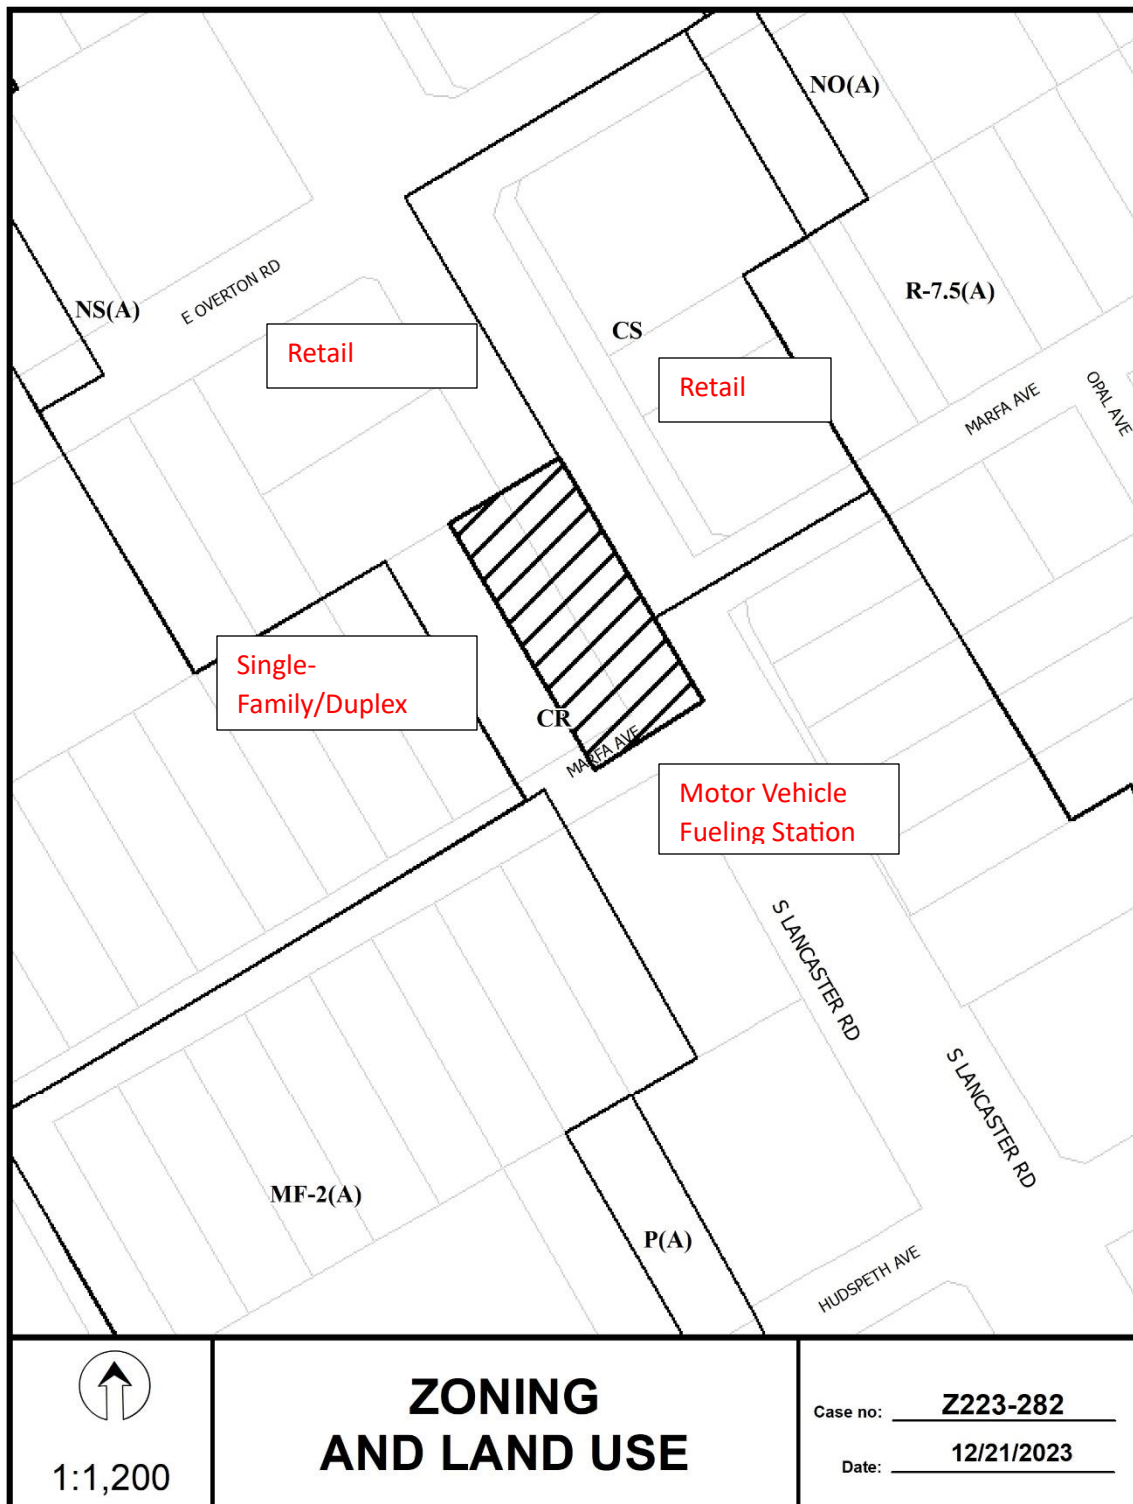 NO(A)
NS(A)
E OVERTON RD
R-7.5(A)
CS
Retail
Retail
OPAL AVE
MARFA AVE
Single-
Family/Duplex
CR
MARFA AVE
Motor Vehicle
Fueling Station
S LANCASTER RD
S LANCASTER RD
MF-2(A)
P(A)
HUDSPETH AVE
1:1,200
ZONING
AND LAND USE
Case no: Z223-282
Date: 12/21/2023